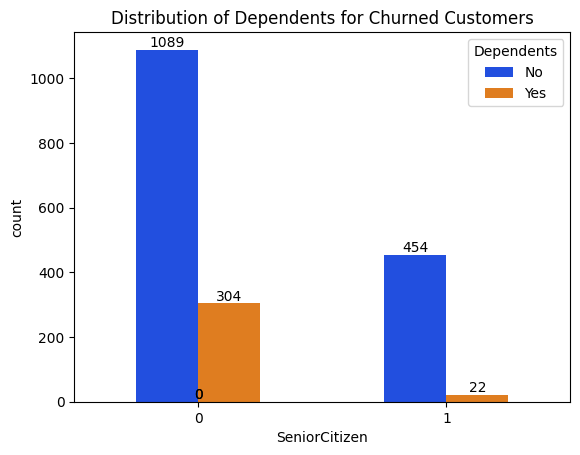 Distribution of Dependents for Churned Customers
Dependents
No
Yes
1089
304
0
454
22
1000
800
600
400
200
0
count
0
1
SeniorCitizen